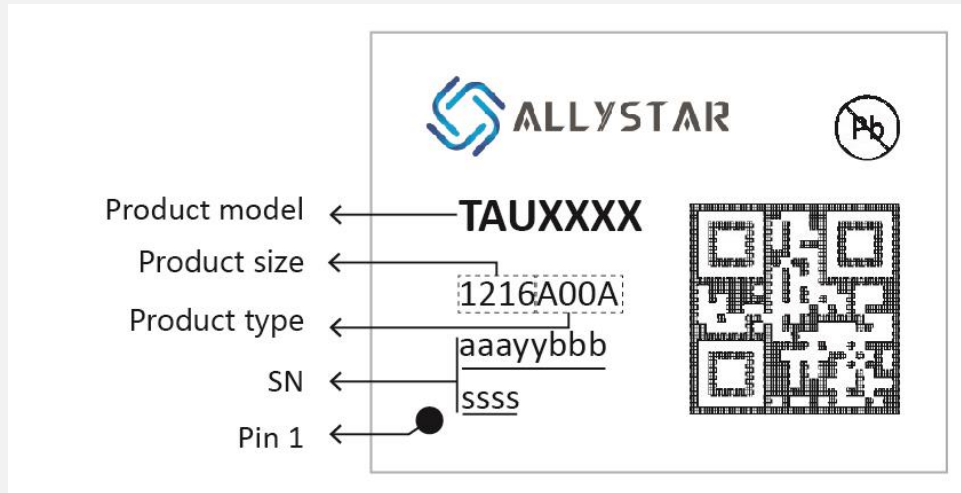 ALLYSTAR
Pb
Product model
TAUXXXX
Product size
1216A00A
Product type
aaayybbb
SN
ssss
Pin 1